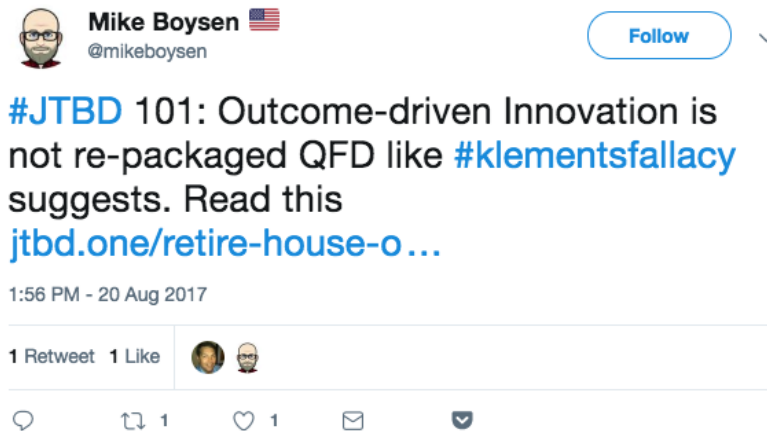 Mike Boysen
@mikeboysen
Follow
#JTBD 101: Outcome-driven Innovation is
not re-packaged QFD like #klementsfallacy
suggests. Read this
jtbd.one/retire-house-o...
1:56 PM - 20 Aug 2017
1 Retweet 1 Like
1 1